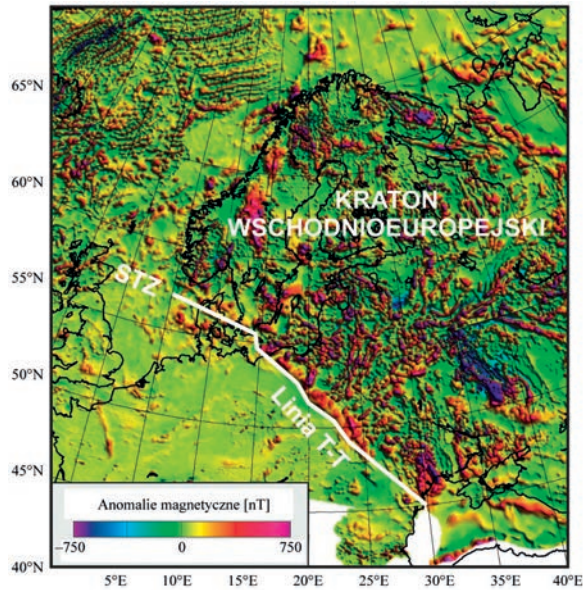 65°N
60°N
55°N
50°N
45°N
40°N
KRATON
WSCHODNIOEUROPEJSKI
STZ
Linia T-T
Anomalie magnetyczne [nT]
–750
0
750
5°E
10°E
15°E
20°E
25°E
30°E
35°E
40°E